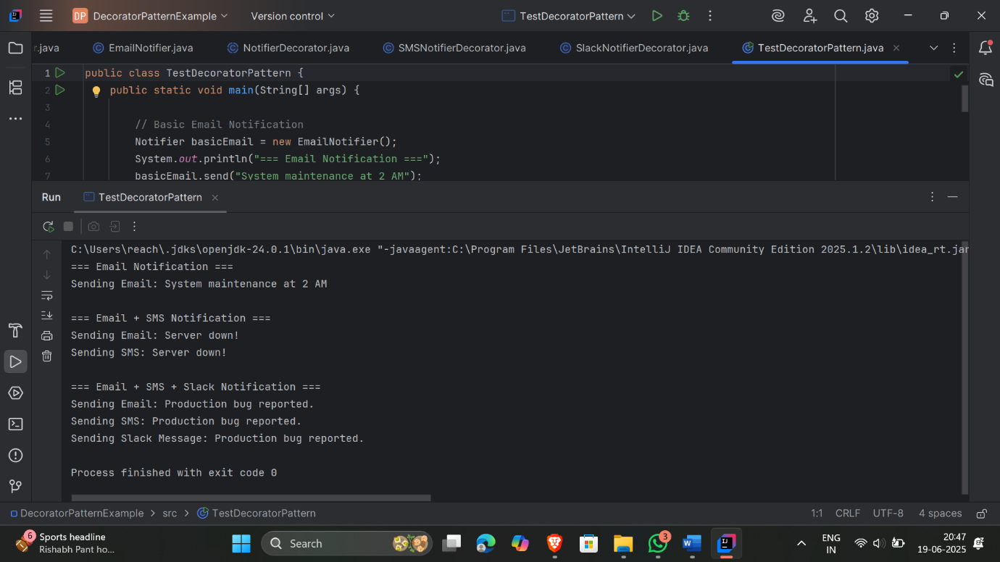 DP DecoratorPatternExample Version control TestDecoratorPattern
r.java EmailNotifier.java NotifierDecorator.java SMSNotifierDecorator.java SlackNotifierDecorator.java TestDecoratorPattern.java
1 public class TestDecoratorPattern {
2 public static void main(String[] args) {
3
4 // Basic Email Notification
5 Notifier basicEmail = new EmailNotifier();
6 System.out.println("=== Email Notification ===");
7 basicEmail.send("System maintenance at 2 AM");
Run TestDecoratorPattern
C:\Users\reach\.jdks\openjdk-24.0.1\bin\java.exe "-javaagent:C:\Program Files\JetBrains\IntelliJ IDEA Community Edition 2025.1.2\lib\idea_rt.jar
=== Email Notification ===
Sending Email: System maintenance at 2 AM
=== Email + SMS Notification ===
Sending Email: Server down!
Sending SMS: Server down!
=== Email + SMS + Slack Notification ===
Sending Email: Production bug reported.
Sending SMS: Production bug reported.
Sending Slack Message: Production bug reported.
Process finished with exit code 0
DecoratorPatternExample > src > TestDecoratorPattern 1:1 CRLF UTF-8 4 spaces
6 Sports headline
Rishabh Pant ho...
Search
3
ENG
IN
20:47
19-06-2025